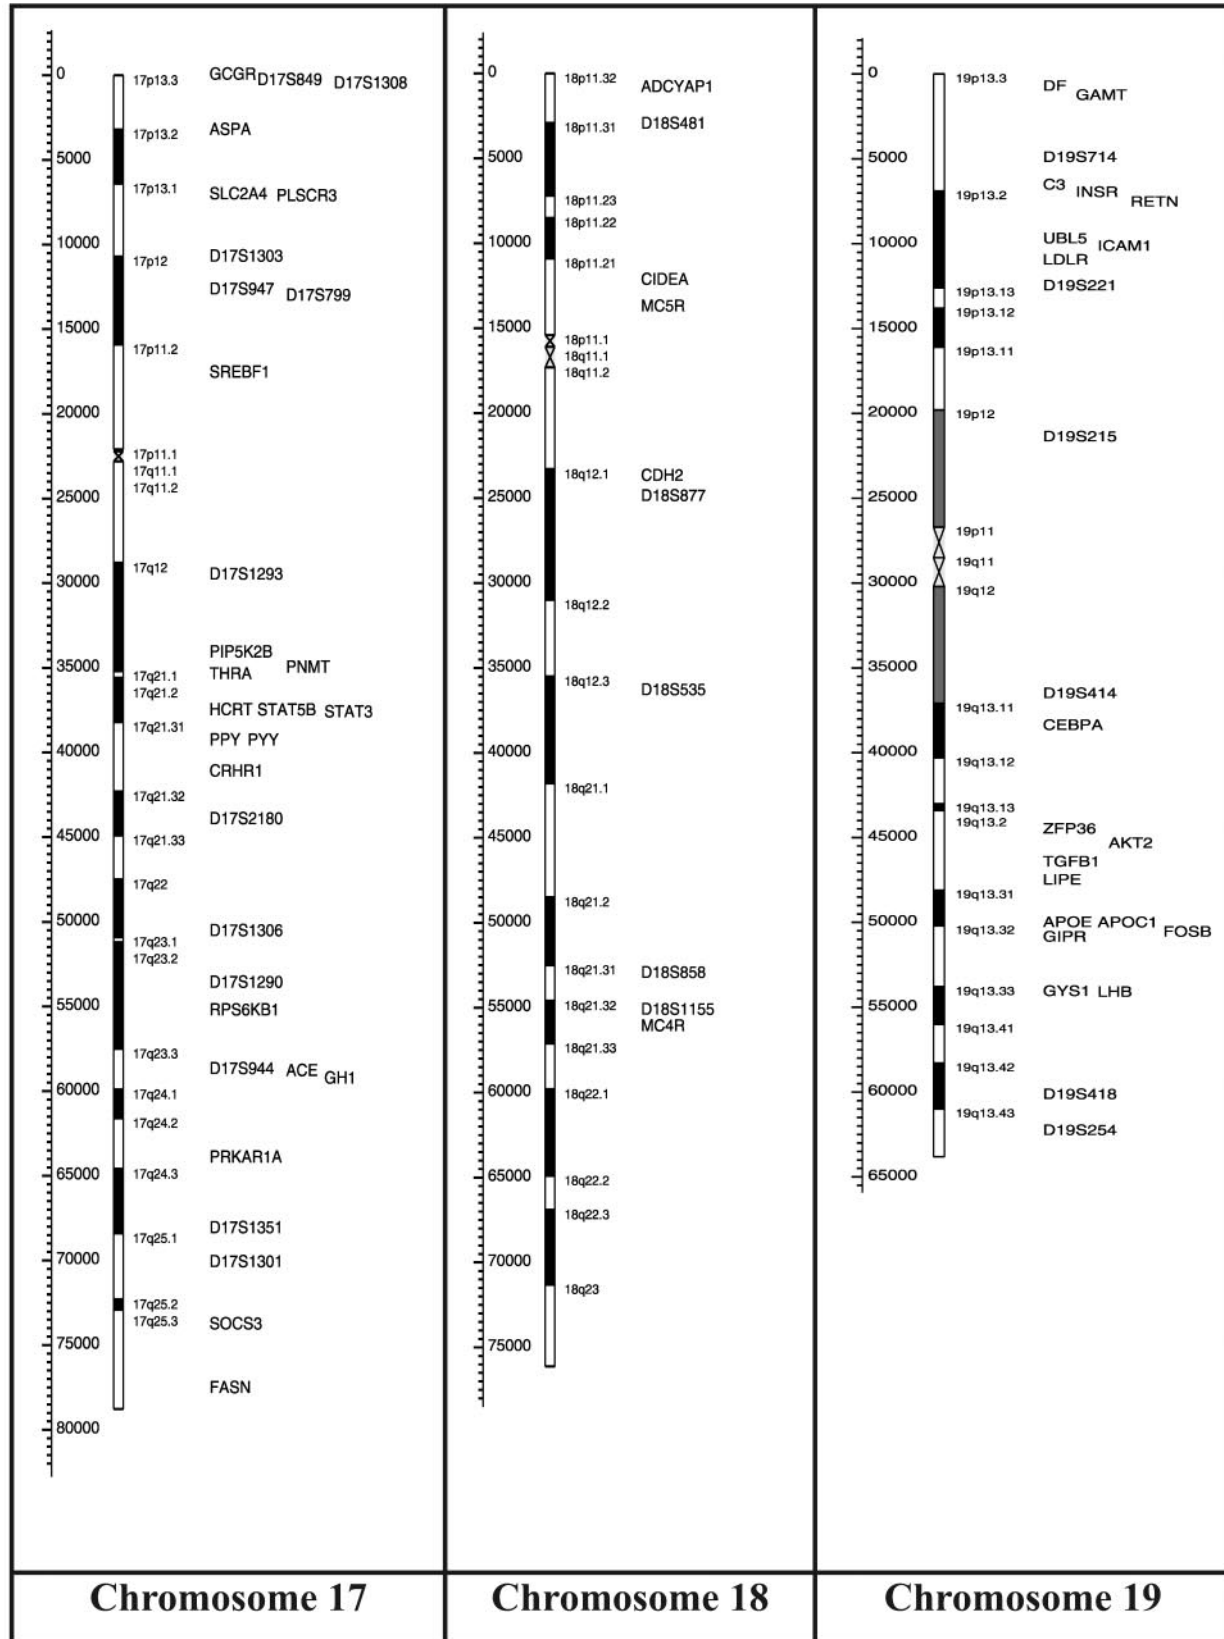 0 17p13.3 GCGR D17S849 D17S1308
17p13.2 ASPA
5000
17p13.1 SLC2A4 PLSCR3
10000
17p12 D17S1303
D17S947 D17S799
15000
17p11.2
SREBF1
20000
17p11.1
17q11.1
17q11.2
25000
17q12 D17S1293
30000
PIP5K2B
35000 THRA PNMT
17q21.1
17q21.2
HCRT STAT5B STAT3
17q21.31
PPY PYY
40000
CRHR1
17q21.32
D17S2180
45000
17q21.33
17q22
50000 D17S1306
17q23.1
17q23.2
D17S1290
55000 RPS6KB1
17q23.3
D17S944 ACE GH1
60000 17q24.1
17q24.2
PRKAR1A
65000 17q24.3
D17S1351
17q25.1
70000 D17S1301
17q25.2
17q25.3 SOCS3
75000
FASN
80000
Chromosome 17
0 18p11.32 ADCYAP1
18p11.31 D18S481
5000
18p11.23
18p11.22
10000
18p11.21
CIDEA
MC5R
15000
18p11.1
18q11.1
18q11.2
20000
18q12.1 CDH2
25000 D18S877
30000
18q12.2
35000
18q12.3 D18S535
40000
18q21.1
45000
18q21.2
50000
18q21.31 D18S858
55000 18q21.32 D18S1155
MC4R
18q21.33
60000 18q22.1
65000 18q22.2
18q22.3
70000
18q23
75000
Chromosome 18
0 19p13.3 DF GAMT
5000 D19S714
C3 INSR RETN
19p13.2
10000 UBL5 ICAM1
LDLR
19p13.13 D19S221
19p13.12
15000
19p13.11
20000 19p12
D19S215
25000
19p11
19q11
30000 19q12
35000
D19S414
19q13.11
CEBPA
40000 19q13.12
19q13.13
19q13.2
45000 ZFP36 AKT2
TGFB1
LIPE
19q13.31
50000 APOE APOC1 FOSB
19q13.32 GIPR
19q13.33 GYS1 LHB
55000
19q13.41
19q13.42
60000 D19S418
19q13.43
D19S254
65000
Chromosome 19